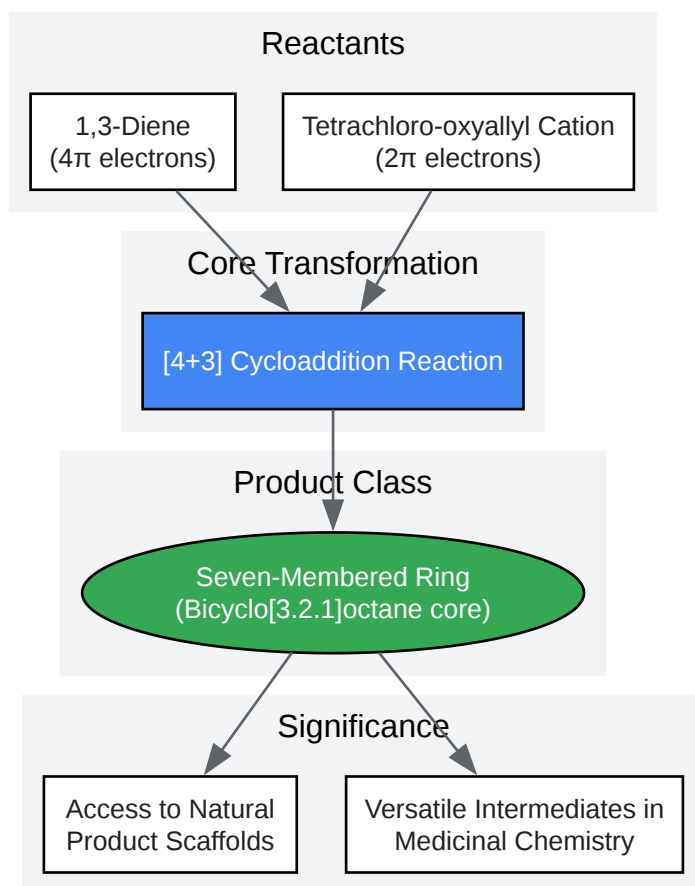 Reactants
1,3-Diene
(4π electrons)
Tetrachloro-oxyallyl Cation
(2π electrons)
Core Transformation
[4+3] Cycloaddition Reaction
Product Class
Seven-Membered Ring
(Bicyclo[3.2.1]octane core)
Significance
Access to Natural
Product Scaffolds
Versatile Intermediates in
Medicinal Chemistry